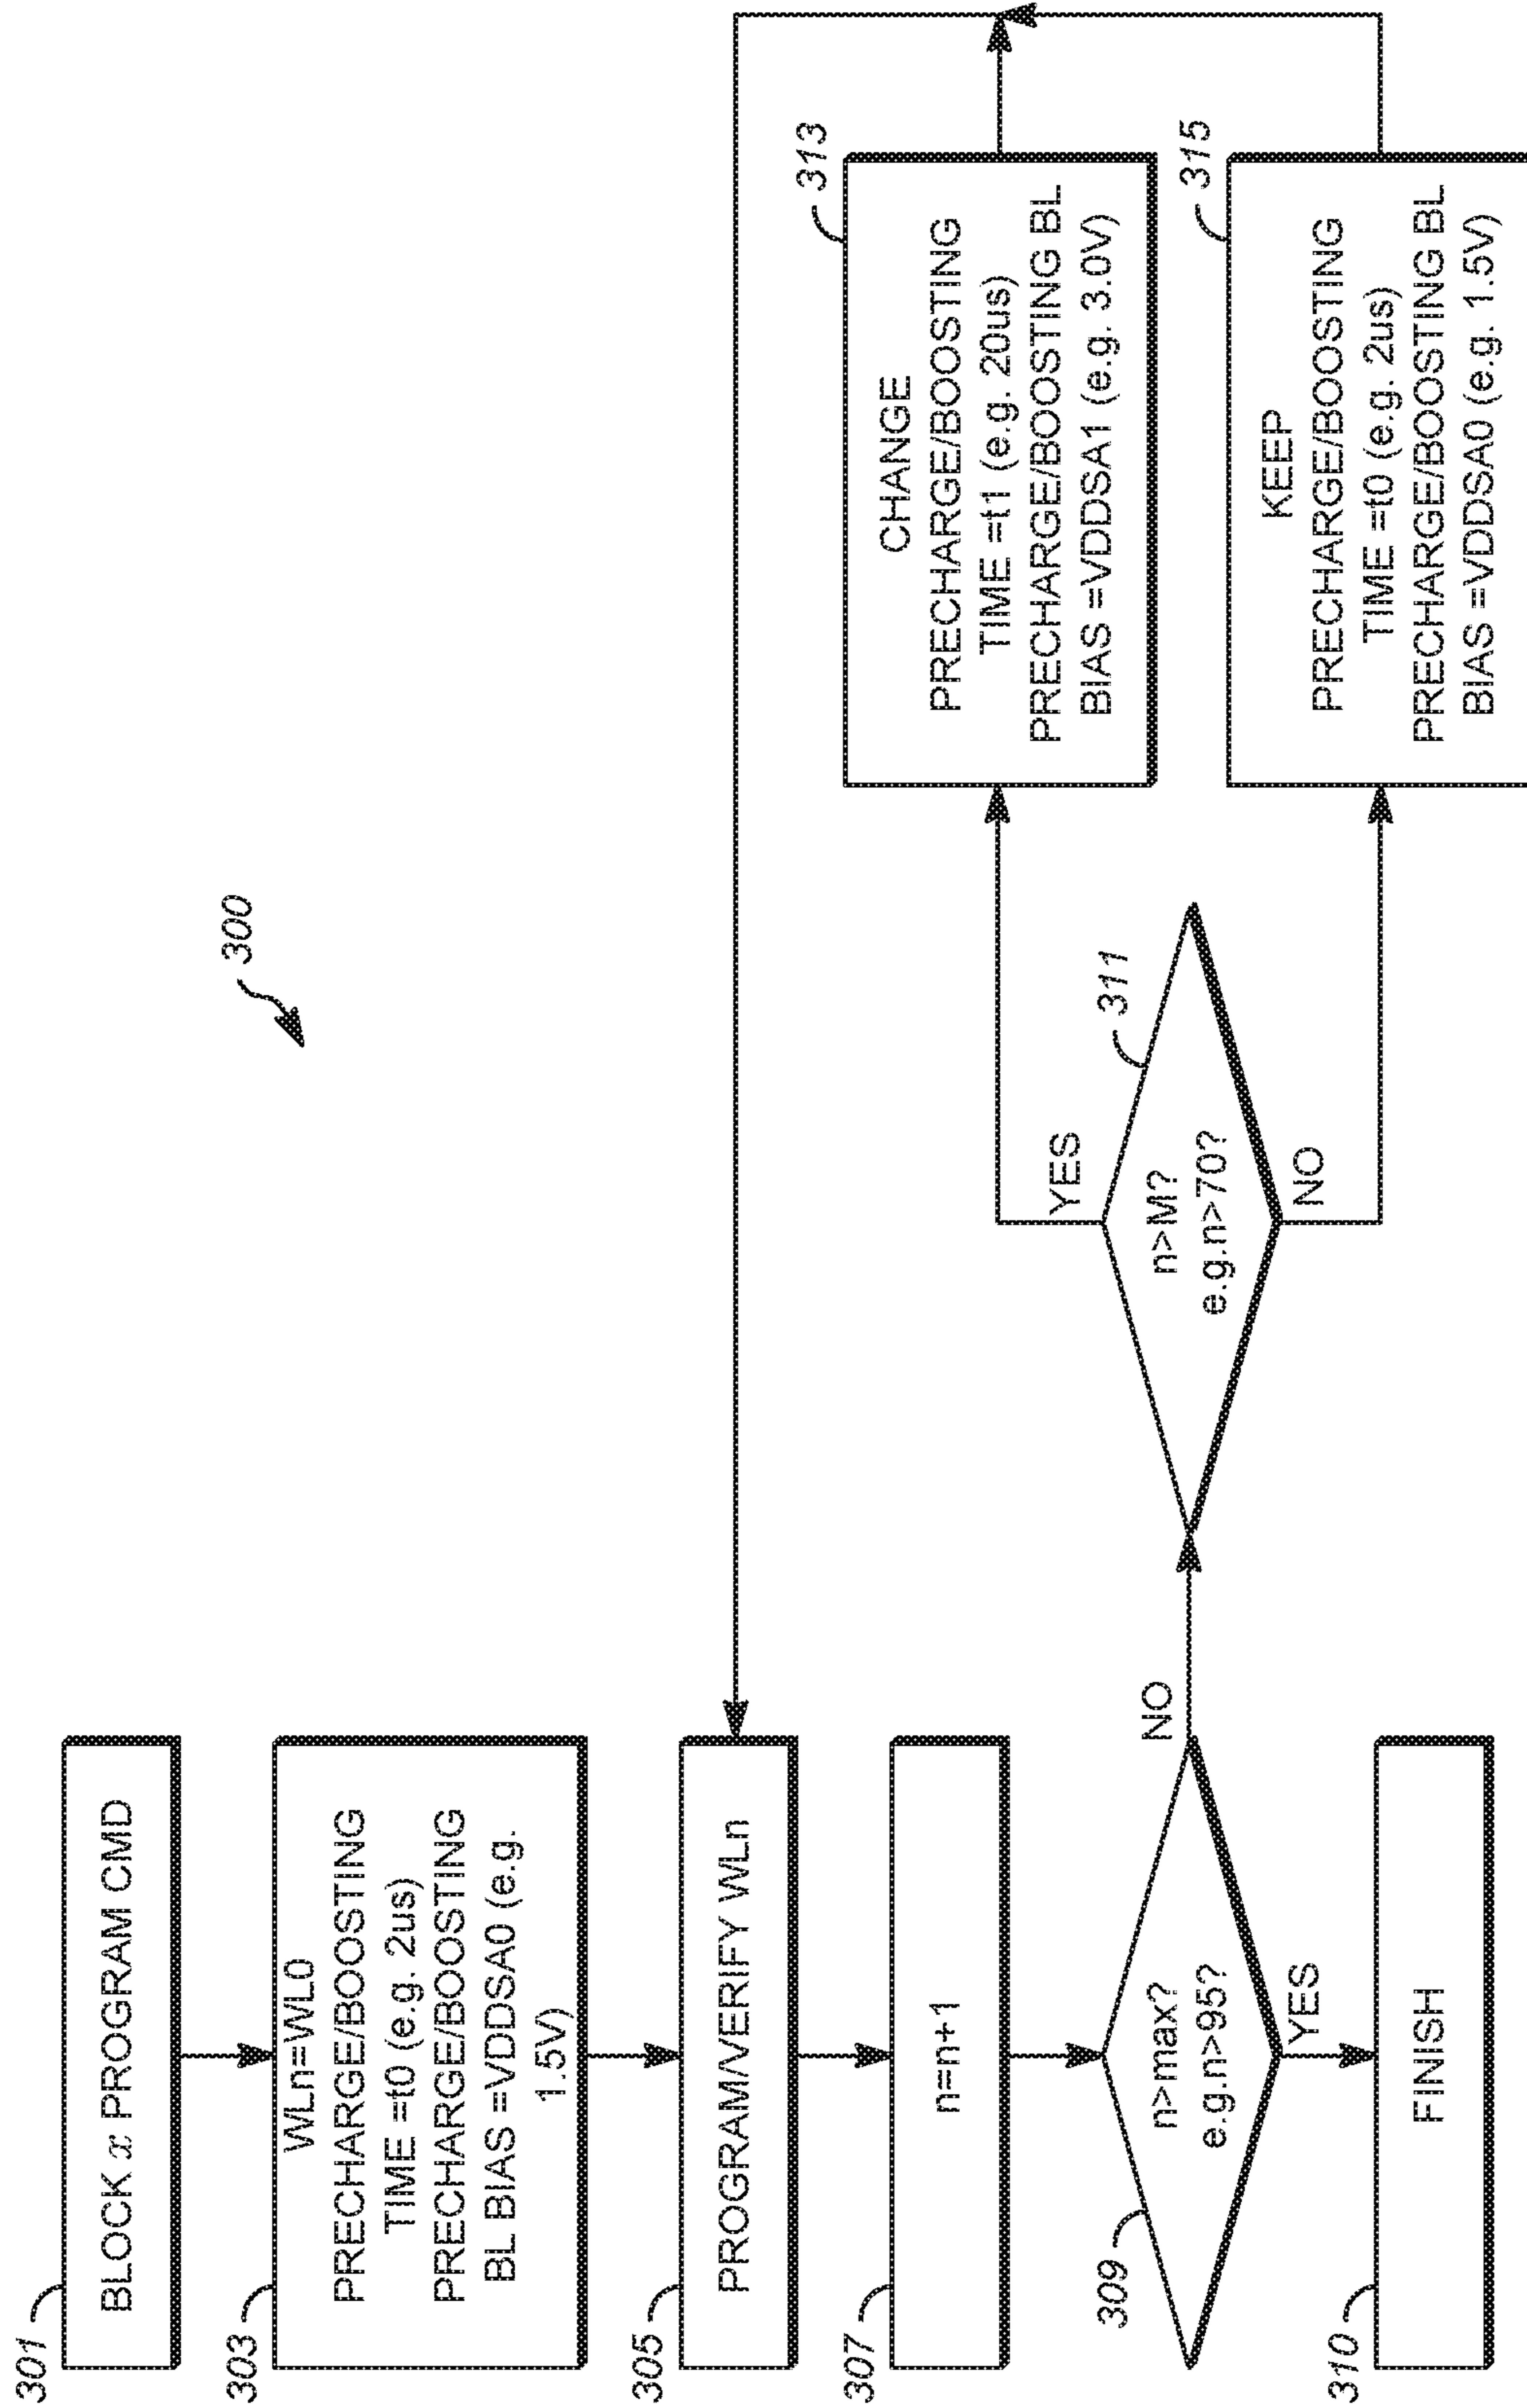 300
301
BLOCK x PROGRAM CMD
303
WLn=WL0
PRECHARGE/BOOSTING
TIME =t0 (e.g. 2us)
PRECHARGE/BOOSTING
BL BIAS =VDDSA0 (e.g.
1.5V)
305
PROGRAM/VERIFY WLn
307
n=n+1
309
n>max?
e.g.n>95?
NO
YES
310
FINISH
311
n>M?
e.g.n>70?
YES
NO
313
CHANGE
PRECHARGE/BOOSTING
TIME =t1 (e.g. 20us)
PRECHARGE/BOOSTING BL
BIAS =VDDSA1 (e.g. 3.0V)
315
KEEP
PRECHARGE/BOOSTING
TIME =t0 (e.g. 2us)
PRECHARGE/BOOSTING BL
BIAS =VDDSA0 (e.g. 1.5V)